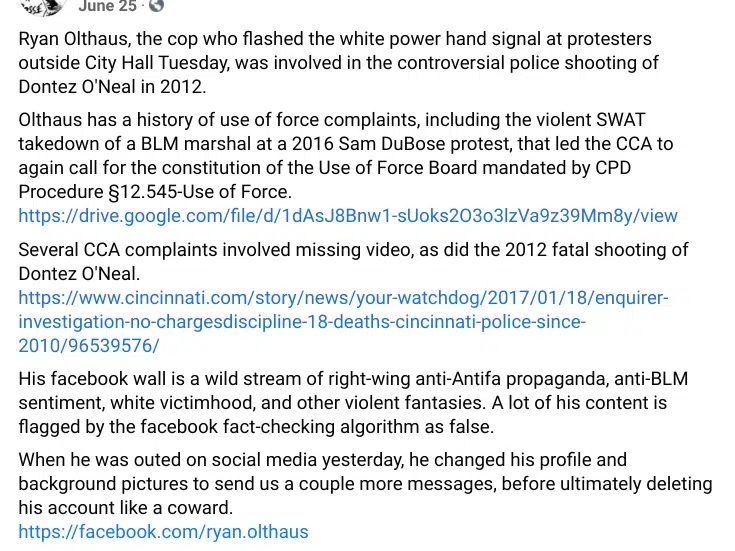 June 25 ·
Ryan Olthaus, the cop who flashed the white power hand signal at protesters
outside City Hall Tuesday, was involved in the controversial police shooting of
Dontez O'Neal in 2012.
Olthaus has a history of use of force complaints, including the violent SWAT
takedown of a BLM marshal at a 2016 Sam DuBose protest, that led the CCA to
again call for the constitution of the Use of Force Board mandated by CPD
Procedure §12.545-Use of Force.
https://drive.google.com/file/d/1dAsJ8Bnw1-sUoks2O3o3lzVa9z39Mm8y/view
Several CCA complaints involved missing video, as did the 2012 fatal shooting of
Dontez O'Neal.
https://www.cincinnati.com/story/news/your-watchdog/2017/01/18/enquirer-
investigation-no-chargesdiscipline-18-deaths-cincinnati-police-since-
2010/96539576/
His facebook wall is a wild stream of right-wing anti-Antifa propaganda, anti-BLM
sentiment, white victimhood, and other violent fantasies. A lot of his content is
flagged by the facebook fact-checking algorithm as false.
When he was outed on social media yesterday, he changed his profile and
background pictures to send us a couple more messages, before ultimately deleting
his account like a coward.
https://facebook.com/ryan.olthaus